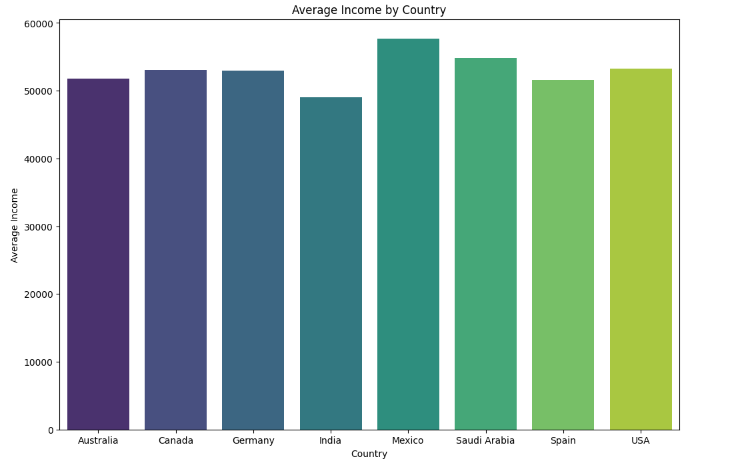 Average Income by Country
60000
50000
40000
30000
20000
10000
0
Average Income
Australia Canada Germany India Mexico Saudi Arabia Spain USA
Country